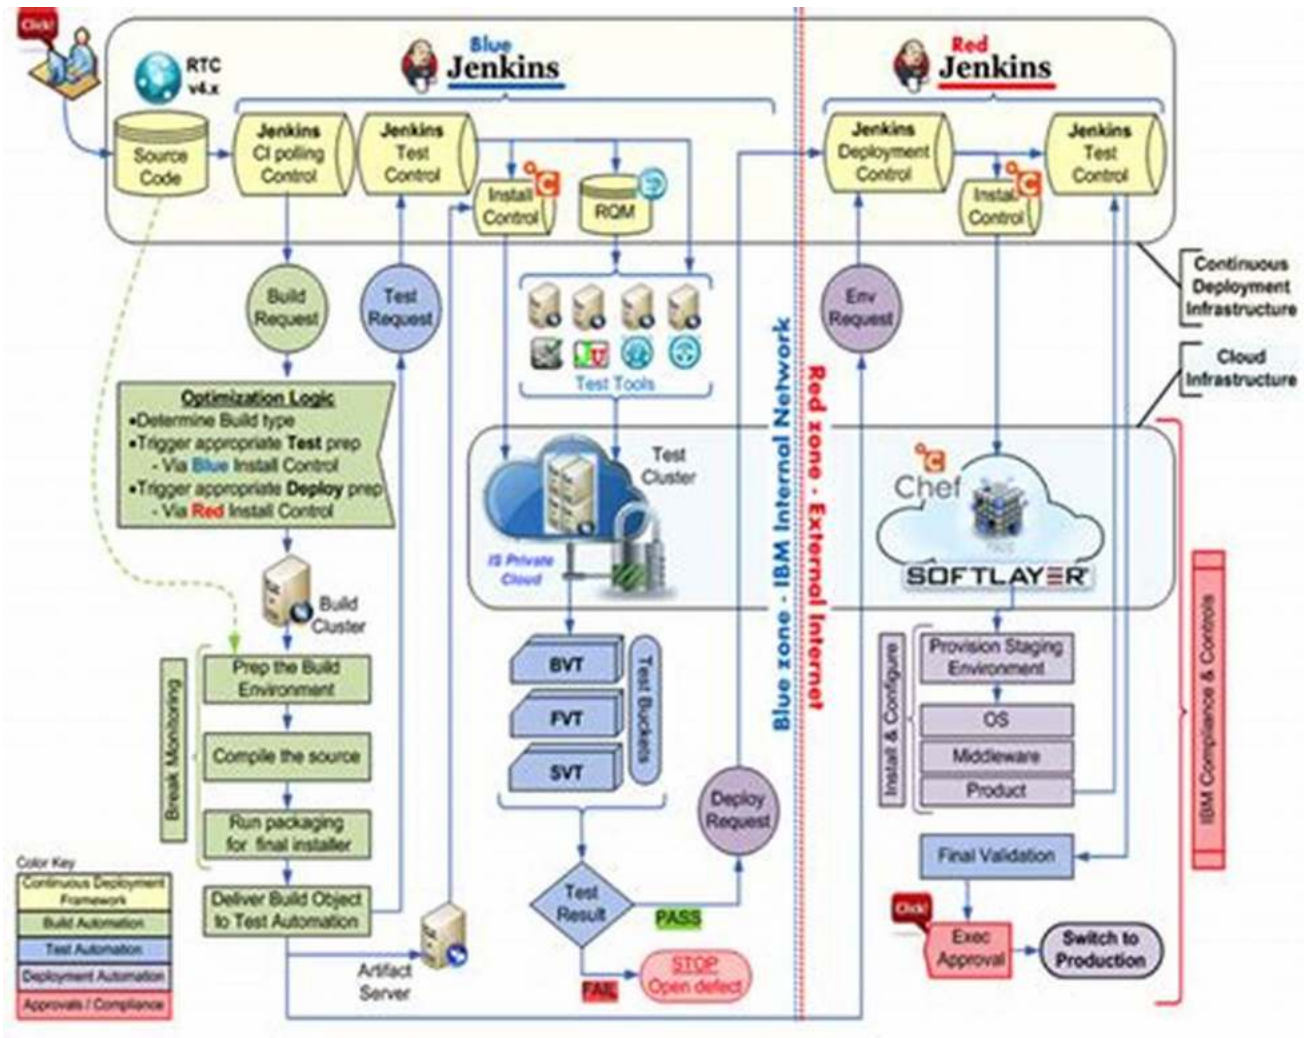 Click!
RTC
v4.x
Blue
Jenkins
Red
Jenkins
Source
Code
Jenkins
CI polling
Control
Jenkins
Test
Control
Install
Control
RQM
Jenkins
Deployment
Control
Install
Control
Jenkins
Test
Control
Continuous
Deployment
Infrastructure
Cloud
Infrastructure
Build
Request
Test
Request
Env
Request
JU
Test Tools
Optimization Logic
•Determine Build type
•Trigger appropriate Test prep
- Via Blue Install Control
•Trigger appropriate Deploy prep
- Via Red Install Control
Test
Cluster
IS Private
Cloud
Blue zone - IBM Internal Network
Red zone - External Internet
Chef
SOFTLAYER
Build
Cluster
Break Monitoring
Prep the Build
Environment
Compile the source
Run packaging
for final installer
Deliver Build Object
to Test Automation
Artifact
Server
BVT
FVT
SVT
Test Buckets
Test
Result
PASS
FAIL
STOP
Open defect
Deploy
Request
Install & Configure
Provision Staging
Environment
OS
Middleware
Product
Final Validation
Click!
Exec
Approval
Switch to
Production
IBM Compliance & Controls
Color Key
Continuous Deployment
Framework
Build Automation
Test Automation
Deployment Automation
Approvals / Compliance